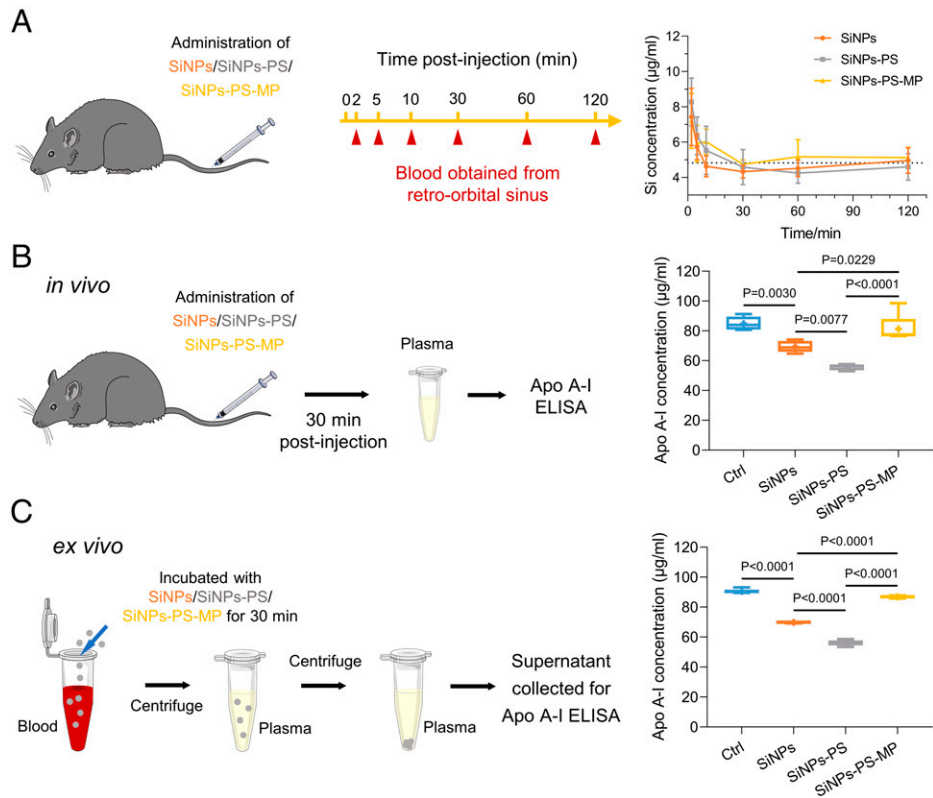 A
Administration of
SiNPs/SiNPs-PS/
SiNPs-PS-MP
Time post-injection (min)
0 2 5 10 30 60 120
Blood obtained from
retro-orbital sinus
Si concentration (μg/ml)
10
8
6
4
0 30 60 90 120
Time/min
SiNPs
SiNPs-PS
SiNPs-PS-MP
B
in vivo
Administration of
SiNPs/SiNPs-PS/
SiNPs-PS-MP
30 min
post-injection
Plasma
Apo A-I
ELISA
Apo A-I concentration (μg/ml)
120
100
80
60
40
20
0
P=0.0229
P=0.0030
P<0.0001
P=0.0077
Ctrl
SiNPs
SiNPs-PS
SiNPs-PS-MP
C
ex vivo
Incubated with
SiNPs/SiNPs-PS/
SiNPs-PS-MP for 30 min
Blood
Centrifuge
Plasma
Centrifuge
Plasma
Supernatant
collected for
Apo A-I ELISA
Apo A-I concentration (μg/ml)
120
100
80
60
40
20
0
P<0.0001
P<0.0001
P<0.0001
P<0.0001
Ctrl
SiNPs
SiNPs-PS
SiNPs-PS-MP